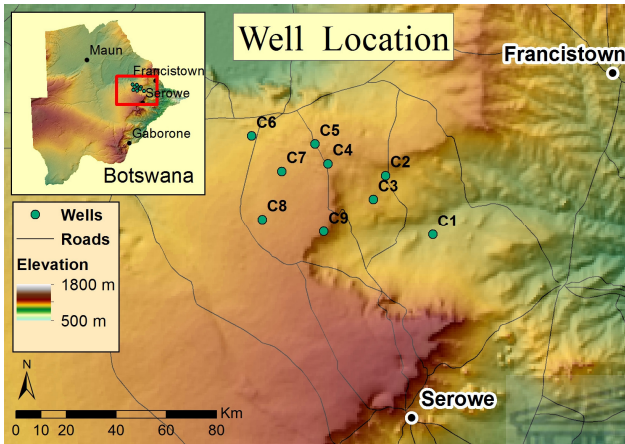 Well Location
Maun
Francistown
Serowe
Gaborone
Botswana
Francistown
C6
C5
C4
C7
C2
C3
C8
C9
C1
Wells
Roads
Elevation
1800 m
500 m
N
Km
0 10 20 40 60 80
Serowe